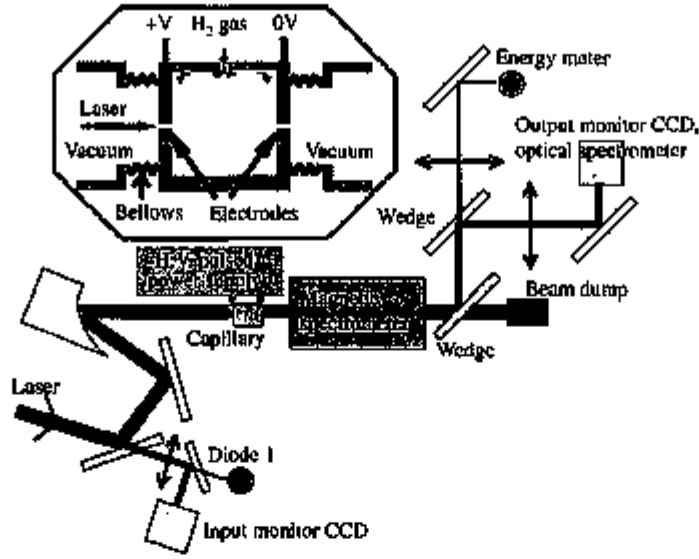 +V
H2 gas
0V
Laser
Vacuum
Vacuum
Bellows
Electrodes
Energy meter
Output monitor CCD,
optical spectrometer
Wedge
Beam dump
Wedge
Capillary
Laser
Diode 1
Input monitor CCD